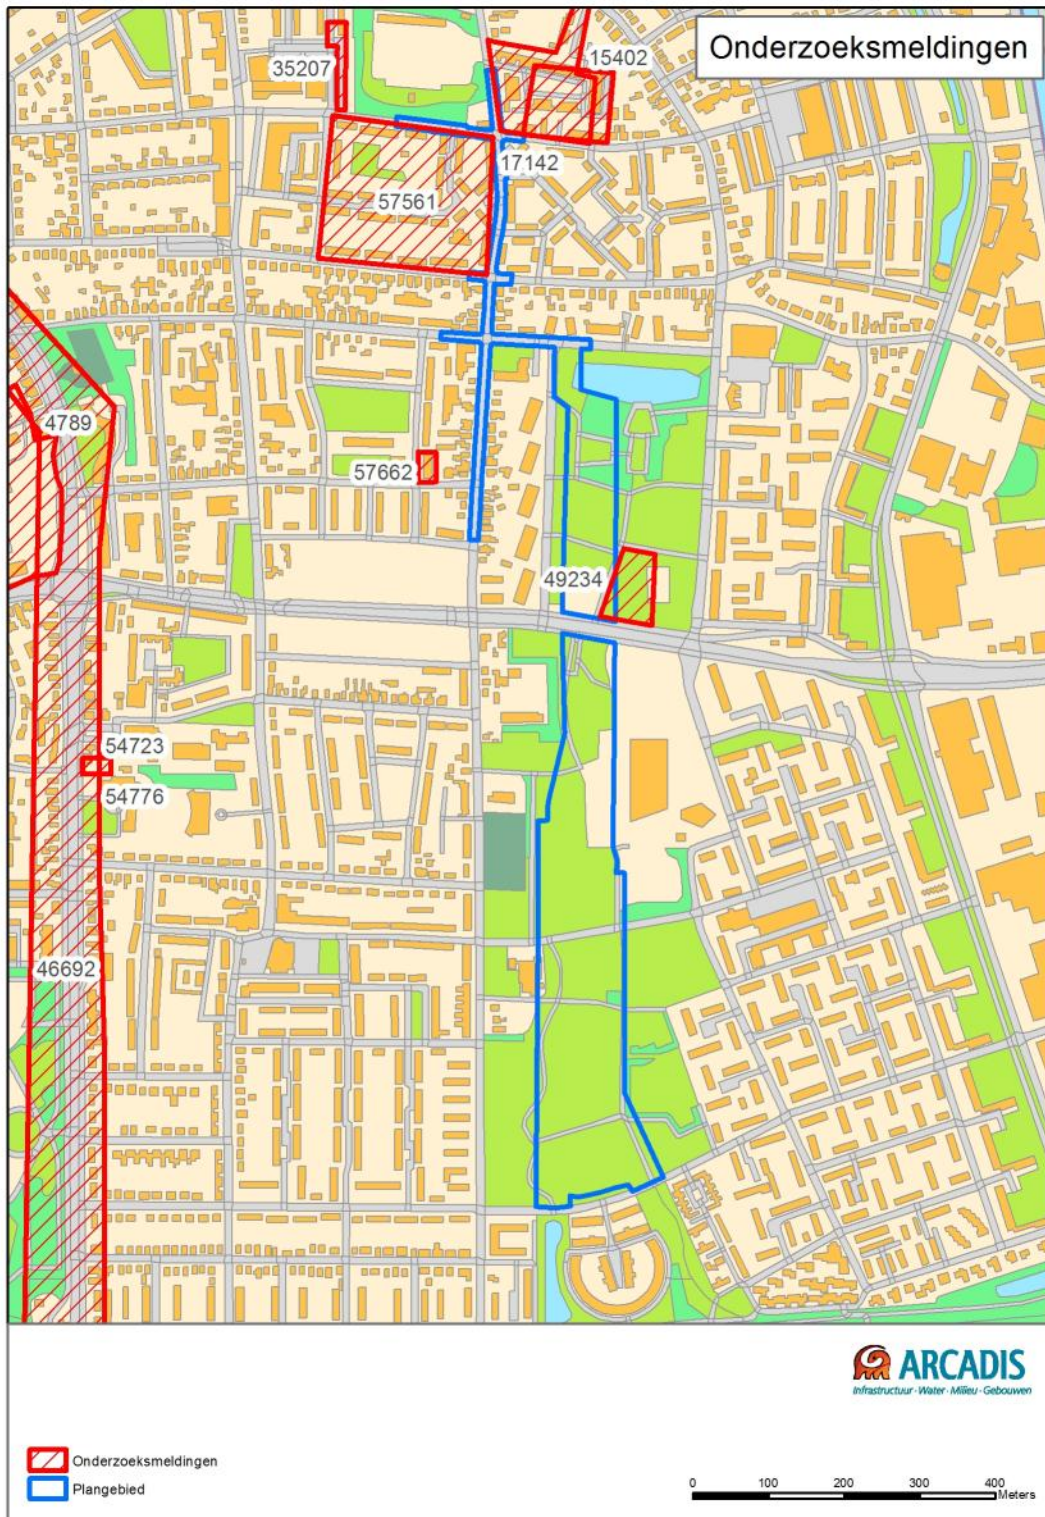 Onderzoeksmeldingen
15402
35207
17142
57561
4789
57662
49234
54723
54776
46692
ARCADIS
Infrastructuur · Water · Milieu · Gebouwen
Onderzoeksmeldingen
Plangebied
0 100 200 300 400
Meters